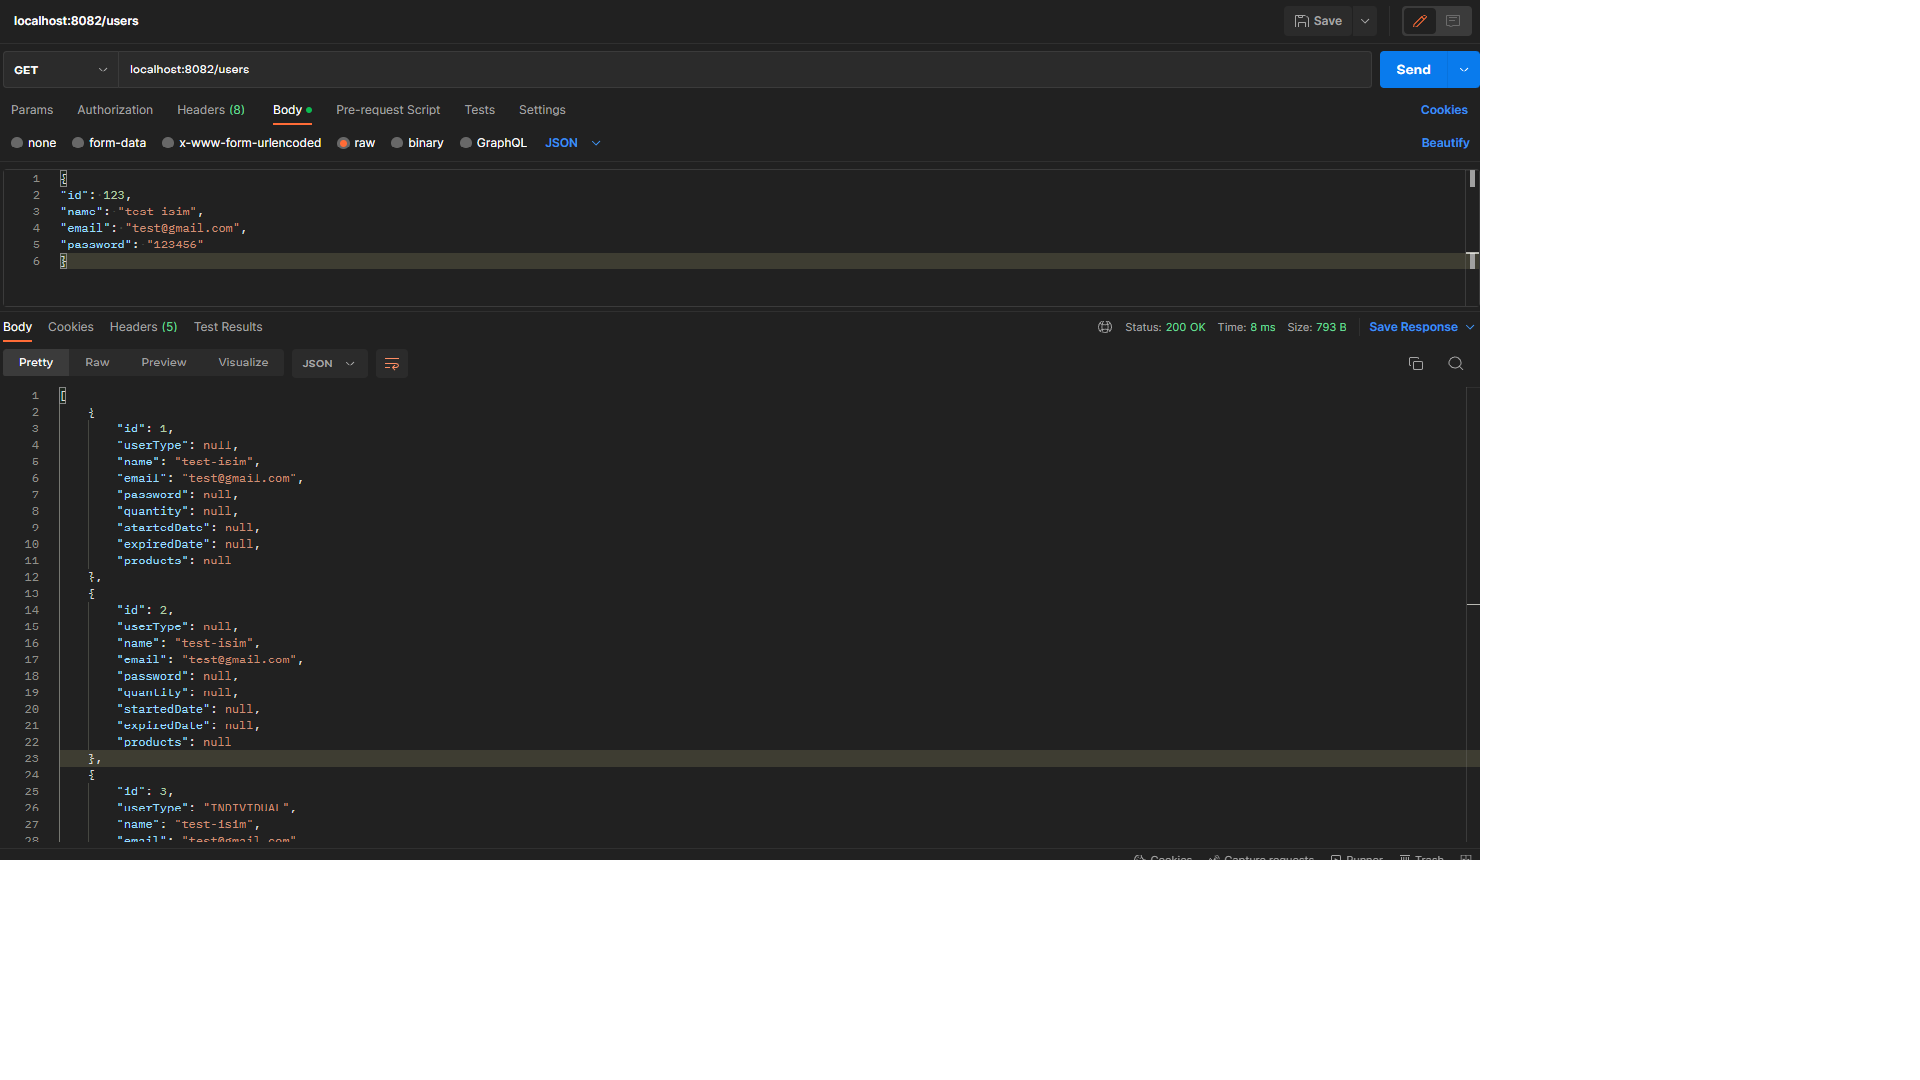 localhost:8082/users
Save
GET localhost:8082/users Send
Params Authorization Headers (8) Body Pre-request Script Tests Settings Cookies
none form-data x-www-form-urlencoded raw binary GraphQL JSON Beautify
1 {
2 "id": 123,
3 "name": "test isim",
4 "email": "test@gmail.com",
5 "password": "123456"
6 }
Body Cookies Headers (5) Test Results Status: 200 OK Time: 8 ms Size: 793 B Save Response
Pretty Raw Preview Visualize JSON
1 [
2 {
3 "id": 1,
4 "userType": null,
5 "name": "test-isim",
6 "email": "test@gmail.com",
7 "password": null,
8 "quantity": null,
9 "startedDate": null,
10 "expiredDate": null,
11 "products": null
12 },
13 {
14 "id": 2,
15 "userType": null,
16 "name": "test-isim",
17 "email": "test@gmail.com",
18 "password": null,
19 "quantity": null,
20 "startedDate": null,
21 "expiredDate": null,
22 "products": null
23 },
24 {
25 "id": 3,
26 "userType": "INDIVIDUAL",
27 "name": "test-isim",
28 "email": "test@gmail.com"
Cookies Capture requests Runner Trash